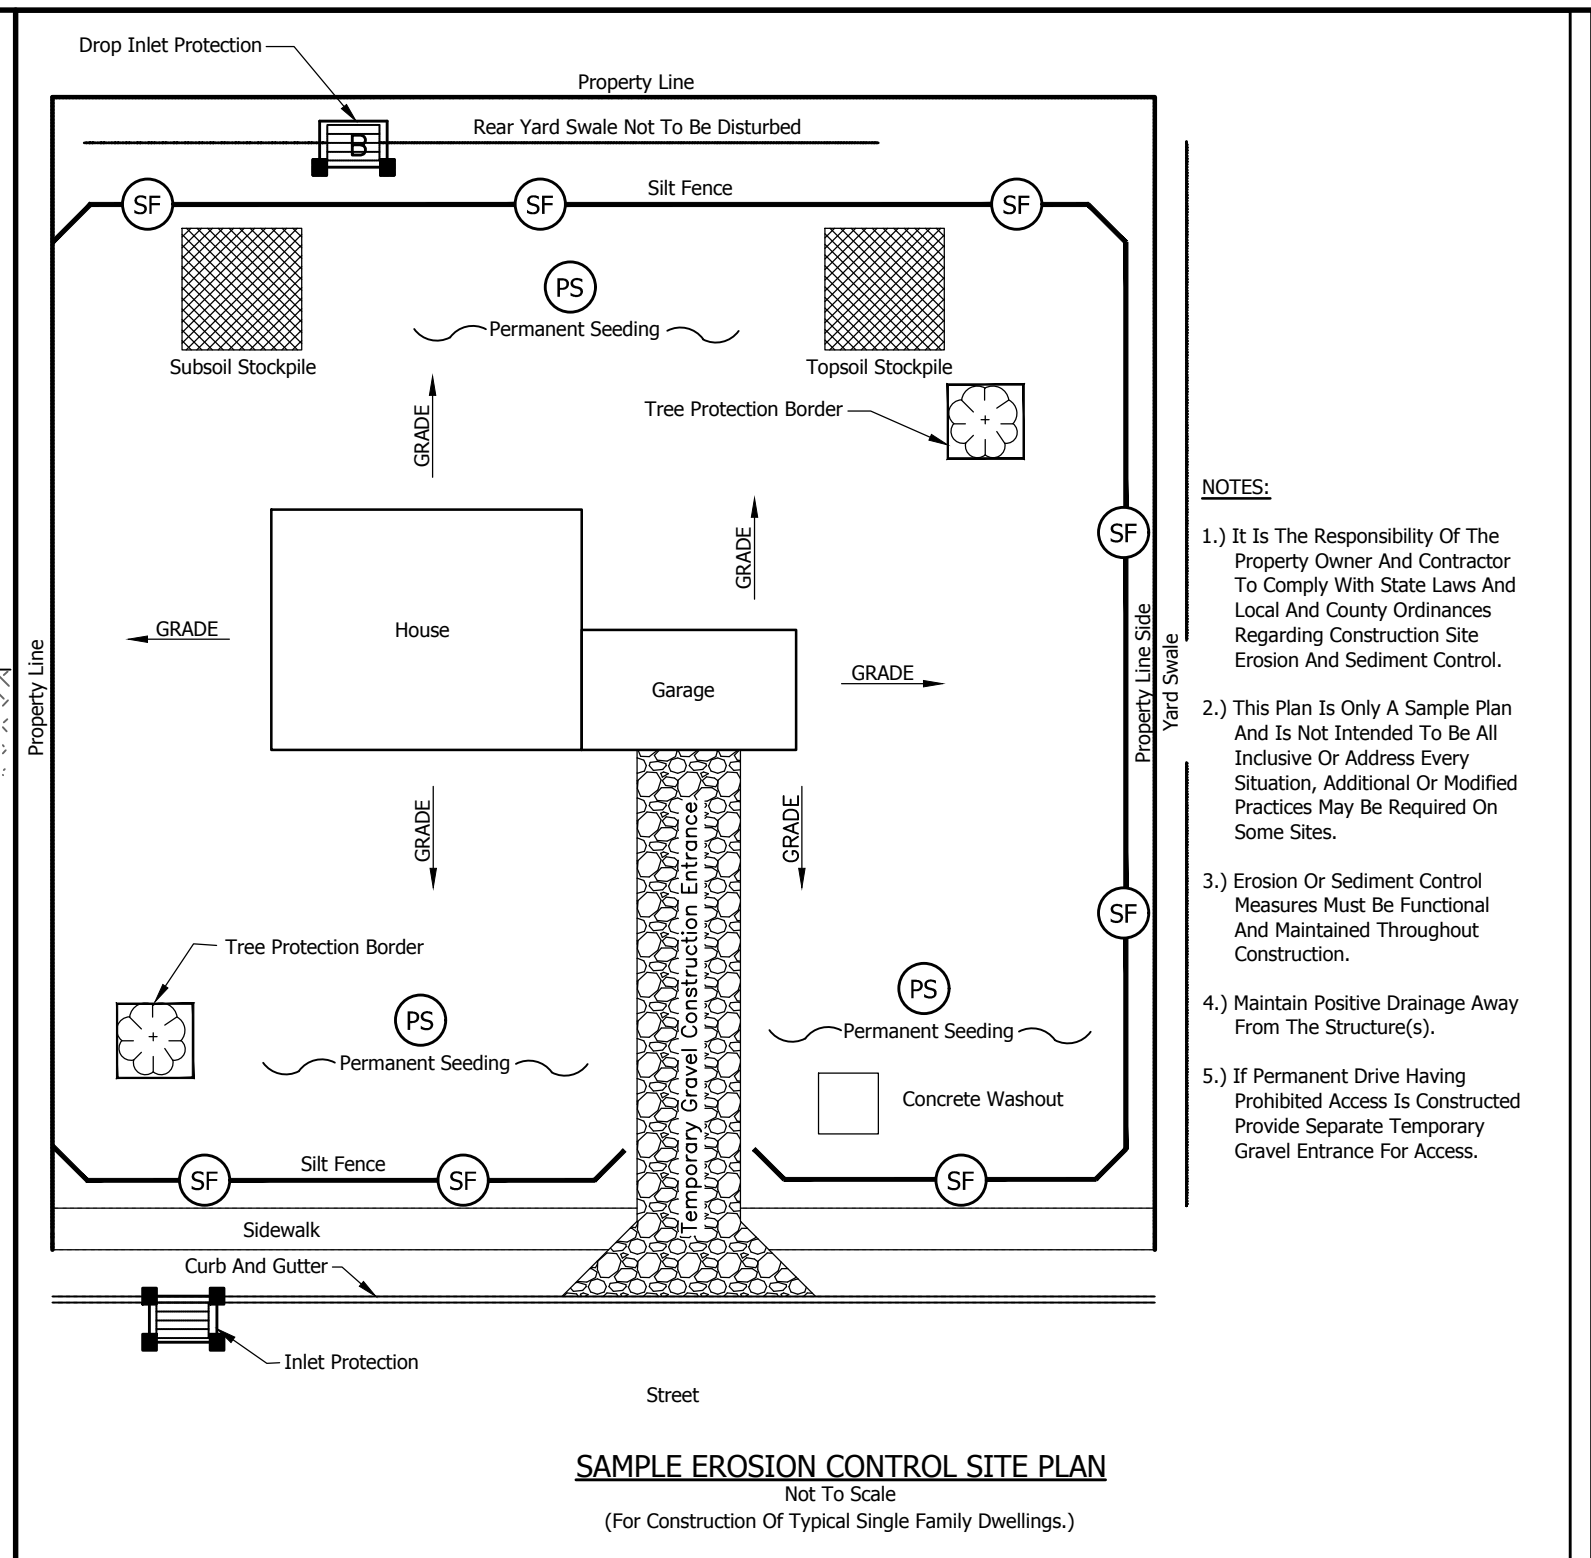 Drop Inlet Protection
Property Line
Rear Yard Swale Not To Be Disturbed
B
Silt Fence
SF
SF
SF
PS
Permanent Seeding
Subsoil Stockpile
Topsoil Stockpile
Tree Protection Border
GRADE
GRADE
SF
GRADE
House
Garage
GRADE
Property Line
Property Line Side
Yard Swale
GRADE
GRADE
Temporary Gravel Construction Entrance
SF
Tree Protection Border
PS
Permanent Seeding
PS
Permanent Seeding
Concrete Washout
Silt Fence
SF
SF
SF
Sidewalk
Curb And Gutter
Inlet Protection
Street
NOTES:
1.) It Is The Responsibility Of The
Property Owner And Contractor
To Comply With State Laws And
Local And County Ordinances
Regarding Construction Site
Erosion And Sediment Control.
2.) This Plan Is Only A Sample Plan
And Is Not Intended To Be All
Inclusive Or Address Every
Situation, Additional Or Modified
Practices May Be Required On
Some Sites.
3.) Erosion Or Sediment Control
Measures Must Be Functional
And Maintained Throughout
Construction.
4.) Maintain Positive Drainage Away
From The Structure(s).
5.) If Permanent Drive Having
Prohibited Access Is Constructed
Provide Separate Temporary
Gravel Entrance For Access.
SAMPLE EROSION CONTROL SITE PLAN
Not To Scale
(For Construction Of Typical Single Family Dwellings.)